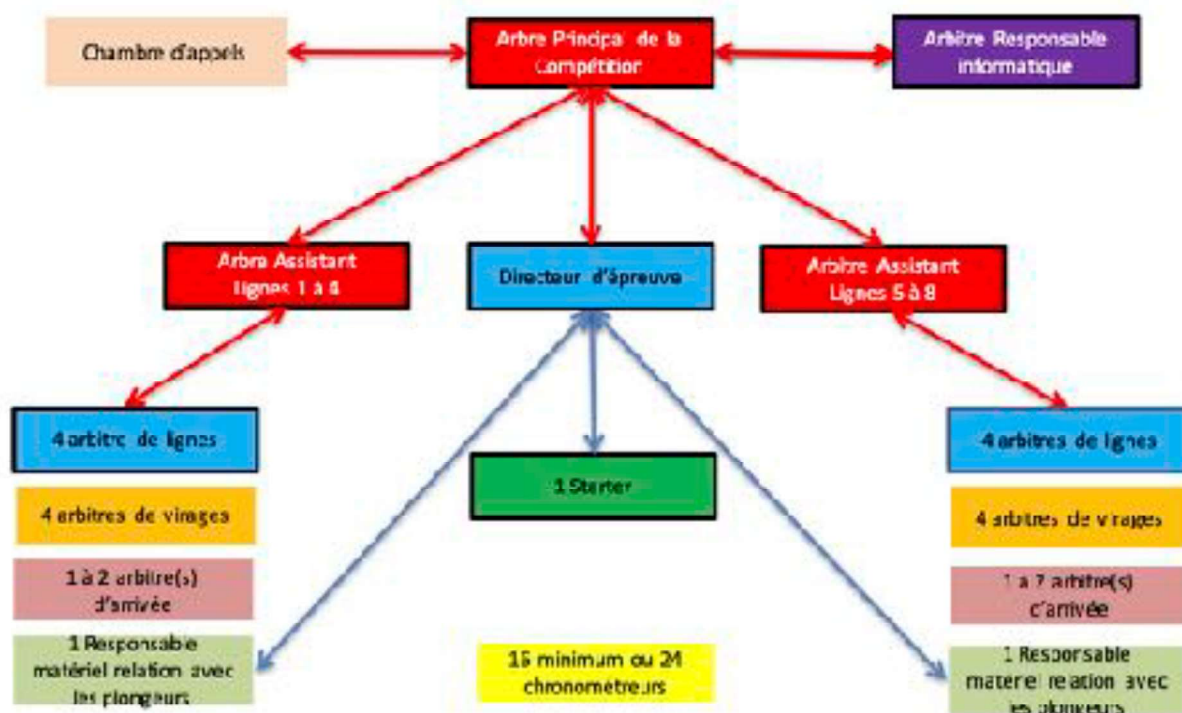 Chambre d'appels
Arbre Principal de la
Compétition
Arbitre Responsable
informatique
Arbre Assistant
Lignes 1 à 4
Directeur d'épreuve
Arbitre Assistant
Lignes 5 à 8
4 arbitre de lignes
4 arbitres de virages
1 à 2 arbitre(s)
d'arrivée
1 Responsable
matériel relation avec
les plongeurs
1 Starter
16 minimum ou 24
chronométreurs
4 arbitres de lignes
4 arbitres de virages
1 à 2 arbitre(s)
d'arrivée
1 Responsable
matériel relation avec
les plongeurs